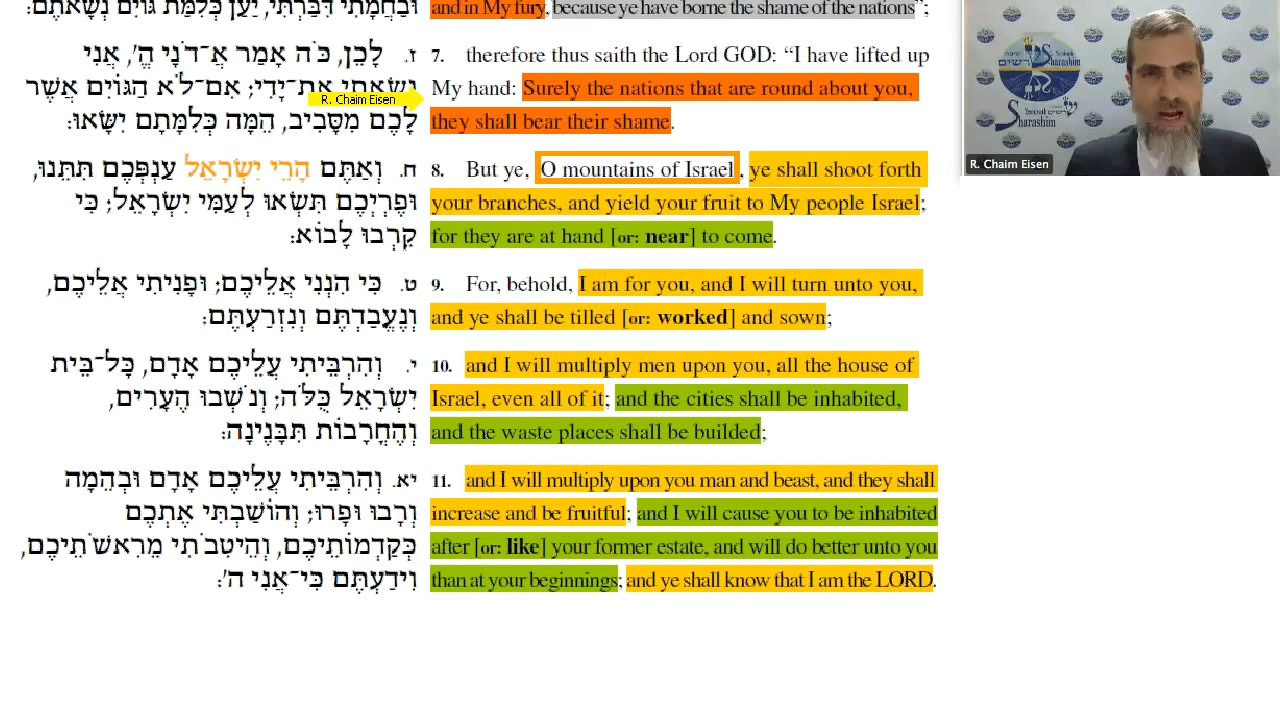 וּבַחֲמָתִי דִּבַּרְתִּי, יַעַן כְּלִמַּת גּוֹיִם נְשָׂאתֶם:
ז. לָכֵן, כֹּה אָמַר אֲ־דֹנָי ה', אֲנִי
נָשָׂאתִי אֶת־יָדִי; אִם־לֹא הַגּוֹיִם אֲשֶׁר
לָכֶם מִסָּבִיב, הֵמָּה כְּלִמָּתָם יִשָּׂאוּ:
ח. וְאַתֶּם הָרֵי יִשְׂרָאֵל עַנְפְּכֶם תִּתֵּנוּ,
וּפֶרְיְכֶם תִּשְׂאוּ לְעַמִּי יִשְׂרָאֵל; כִּי
קֵרְבוּ לָבוֹא:
ט. כִּי הִנְנִי אֲלֵיכֶם; וּפָנִיתִי אֲלֵיכֶם,
וְנֶעֱבַדְתֶּם וְנִזְרַעְתֶּם:
י. וְהִרְבֵּיתִי עֲלֵיכֶם אָדָם, כָּל־בֵּית
יִשְׂרָאֵל כֻּלֹּה; וְנֹשְׁבוּ הֶעָרִים,
וְהֶחֳרָבוֹת תִּבָּנֶינָה:
יא. וְהִרְבֵּיתִי עֲלֵיכֶם אָדָם וּבְהֵמָה
וְרָבוּ וּפָרוּ; וְהוֹשַׁבְתִּי אֶתְכֶם
כְּקַדְמוֹתֵיכֶם, וְהֵיטִבֹתִי מֵרִאשֹׁתֵיכֶם,
וִידַעְתֶּם כִּי־אֲנִי ה':
R. Chaim Eisen
and in My fury, because ye have borne the shame of the nations”;
7. therefore thus saith the Lord GOD: “I have lifted up
My hand: Surely the nations that are round about you,
they shall bear their shame.
8. But ye, O mountains of Israel, ye shall shoot forth
your branches, and yield your fruit to My people Israel;
for they are at hand [or: near] to come.
9. For, behold, I am for you, and I will turn unto you,
and ye shall be tilled [or: worked] and sown;
10. and I will multiply men upon you, all the house of
Israel, even all of it; and the cities shall be inhabited,
and the waste places shall be builded;
11. and I will multiply upon you man and beast, and they shall
increase and be fruitful; and I will cause you to be inhabited
after [or: like] your former estate, and will do better unto you
than at your beginnings; and ye shall know that I am the LORD.
R. Chaim Eisen